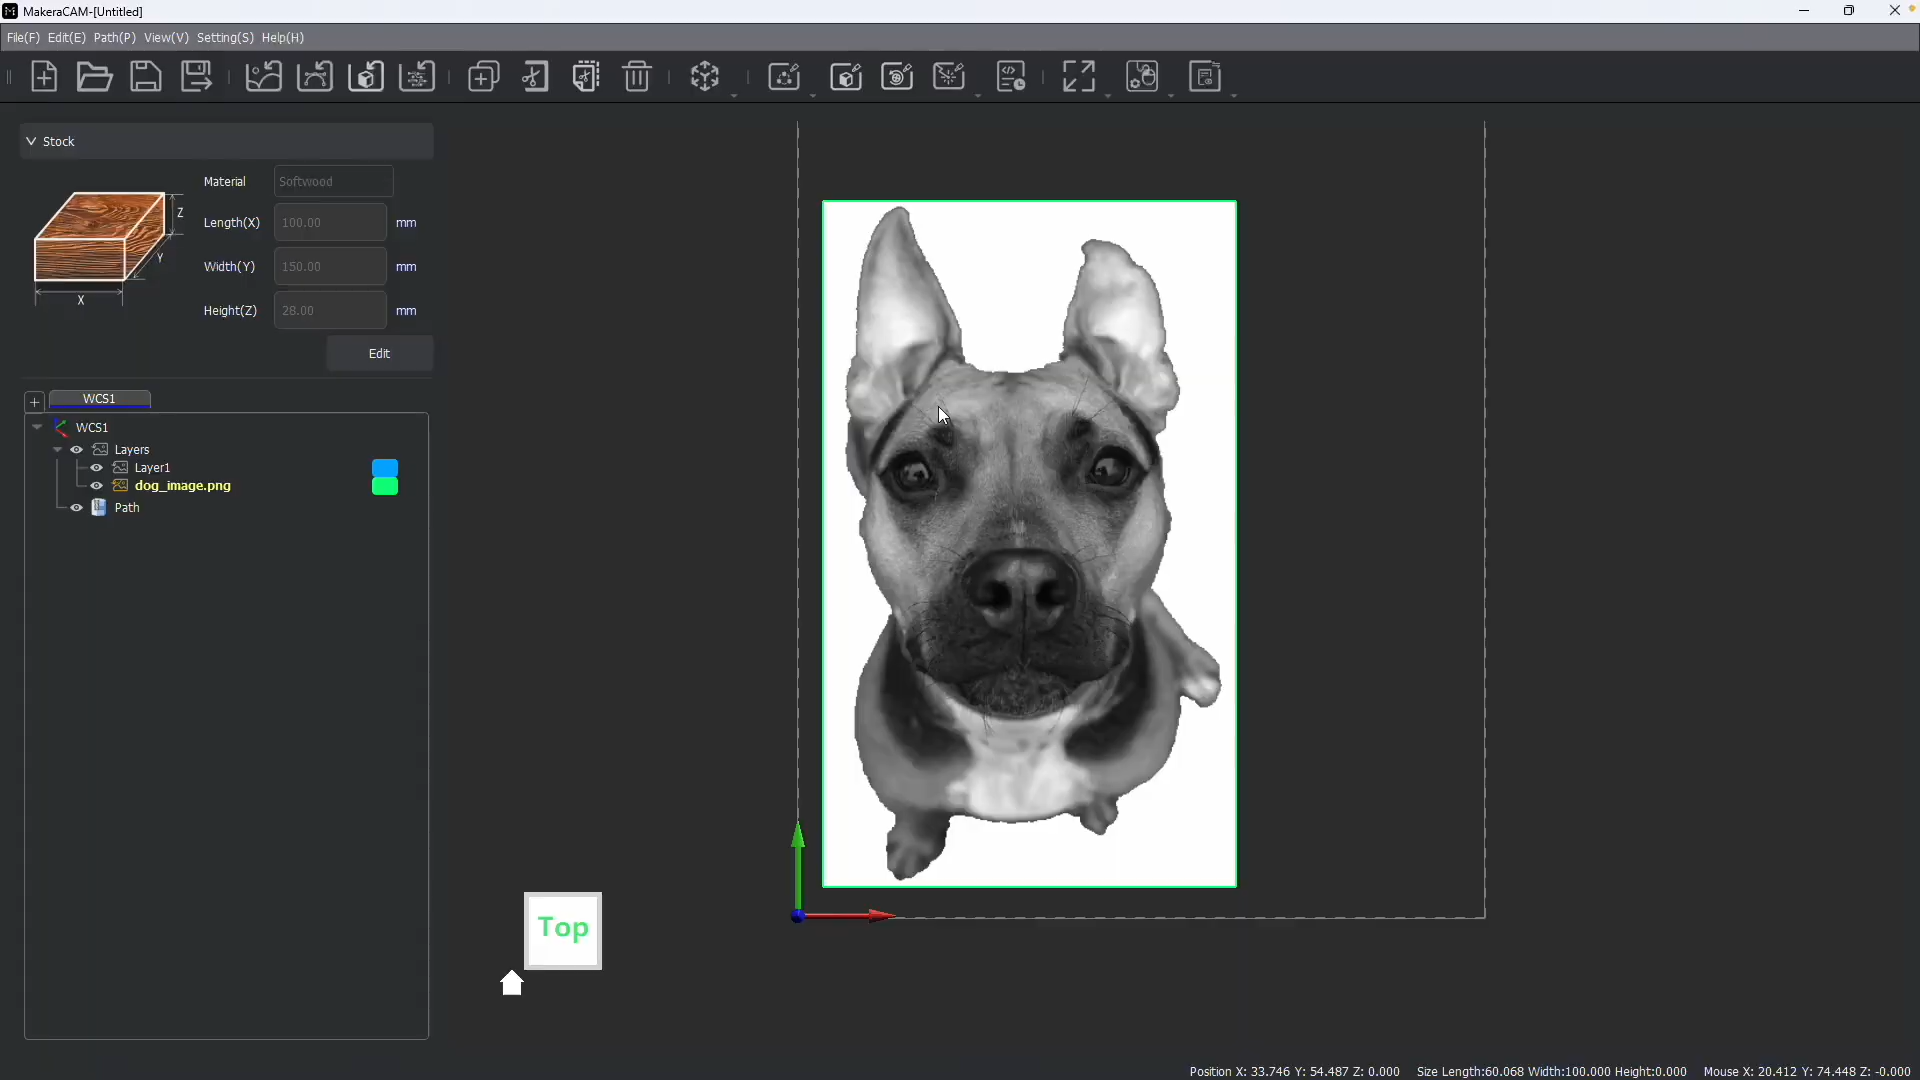 MakeraCAM-[Untitled]
File(F) Edit(E) Path(P) View(V) Setting(S) Help(H)
Stock
Material Softwood
Length(X) 100.00 mm
Width(Y) 150.00 mm
Height(Z) 28.00 mm
Z
Y
X
Edit
+ WCS1
WCS1
Layers
Layer1
dog_image.png
Path
Top
Position X: 33.746 Y: 54.487 Z: 0.000 Size Length:60.068 Width:100.000 Height:0.000 Mouse X: 20.412 Y: 74.448 Z: -0.000